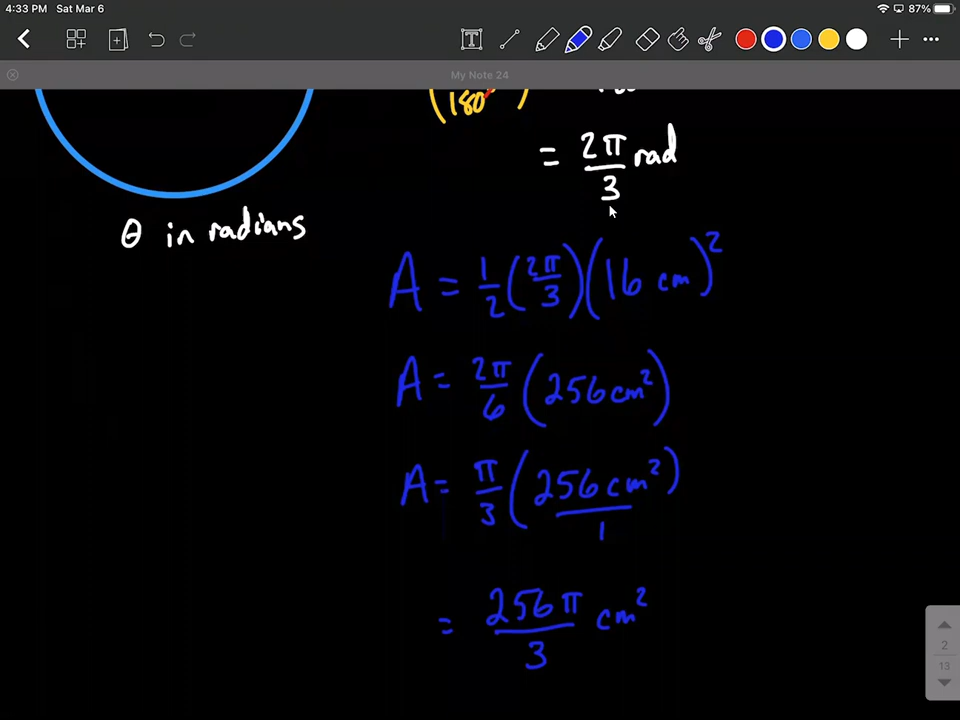 4:33 PM Sat Mar 6
87%
My Note 24
(180°)
= 2π/3 rad
θ in radians
A = 1/2 (2π/3)(16 cm)²
A = 2π/6 (256 cm²)
A = π/3 (256 cm²/1)
= 256π/3 cm²
2
13